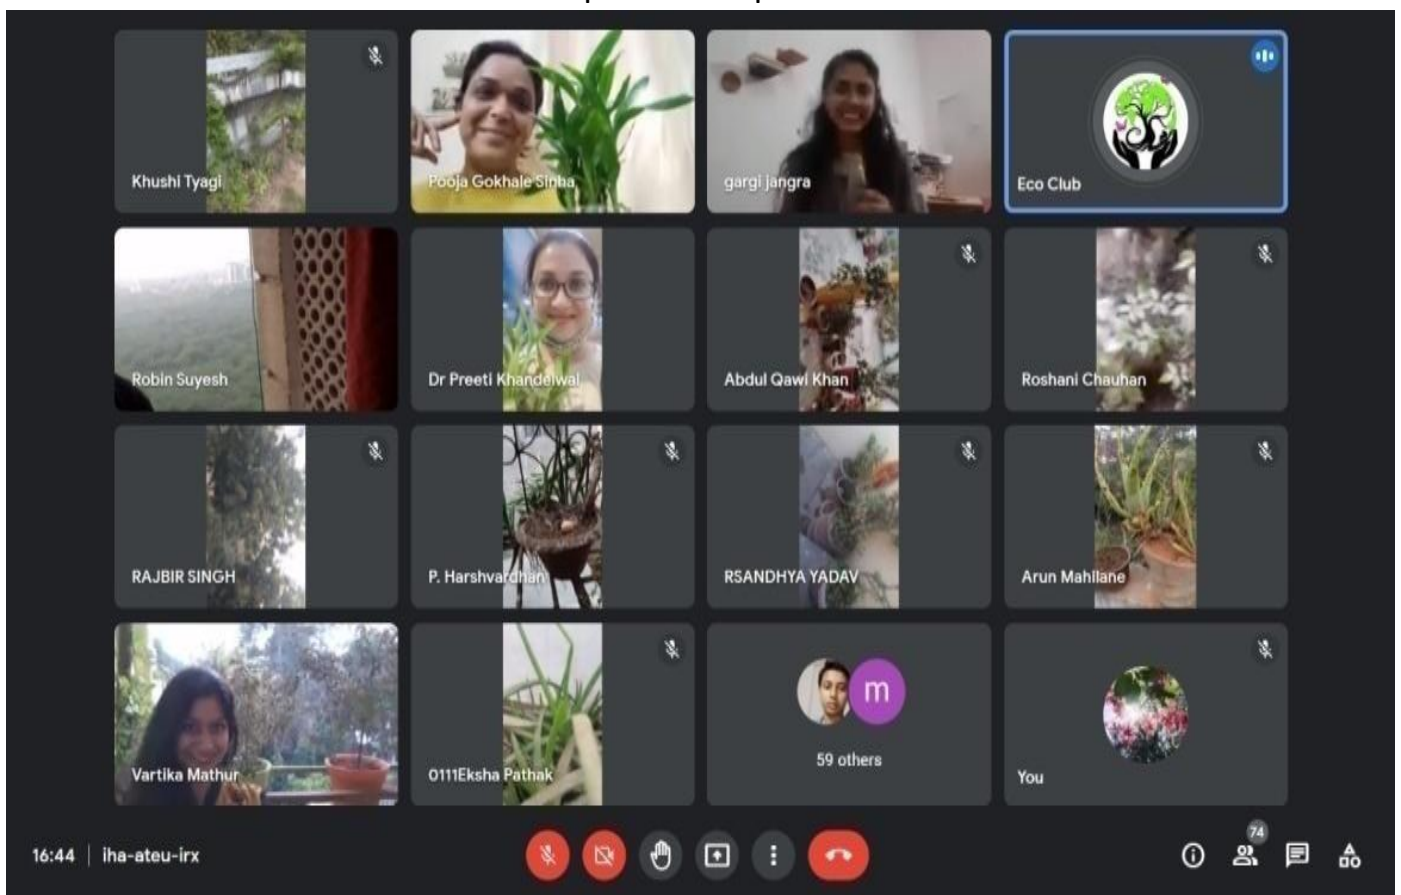 Khushi Tyagi
Pooja Gokhale Sinha
gargi jangra
Eco Club
Robin Suyesh
Dr Preeti Khandelwal
Abdul Qawi Khan
Roshani Chauhan
RAJBIR SINGH
P. Harshvardhan
RSANDHYA YADAV
Arun Mahilane
Vartika Mathur
0111Eksha Pathak
m
59 others
You
16:44 | iha-ateu-irx
74